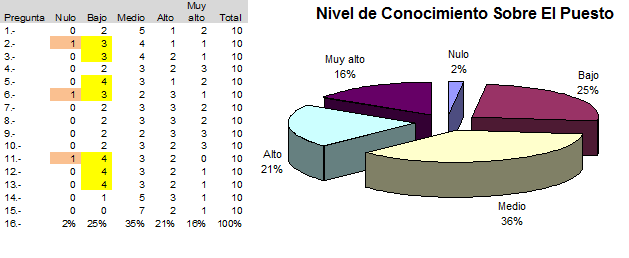 Nivel de Conocimiento Sobre El Puesto
Pregunta Nulo Bajo Medio Alto Muy alto Total
1.- 0 2 5 1 2 10
2.- 1 3 4 1 1 10
3.- 0 3 4 2 1 10
4.- 0 2 3 2 3 10
5.- 0 4 3 1 2 10
6.- 1 3 2 3 1 10
7.- 0 2 3 3 2 10
8.- 0 2 3 2 3 10
9.- 0 2 2 3 3 10
10.- 0 2 2 3 3 10
11.- 1 4 3 2 0 10
12.- 0 4 3 2 1 10
13.- 0 4 3 2 1 10
14.- 0 1 5 3 1 10
15.- 0 0 7 2 1 10
16.- 2% 25% 35% 21% 16% 100%
Nulo
2%
Muy alto
16%
Bajo
25%
Alto
21%
Medio
36%